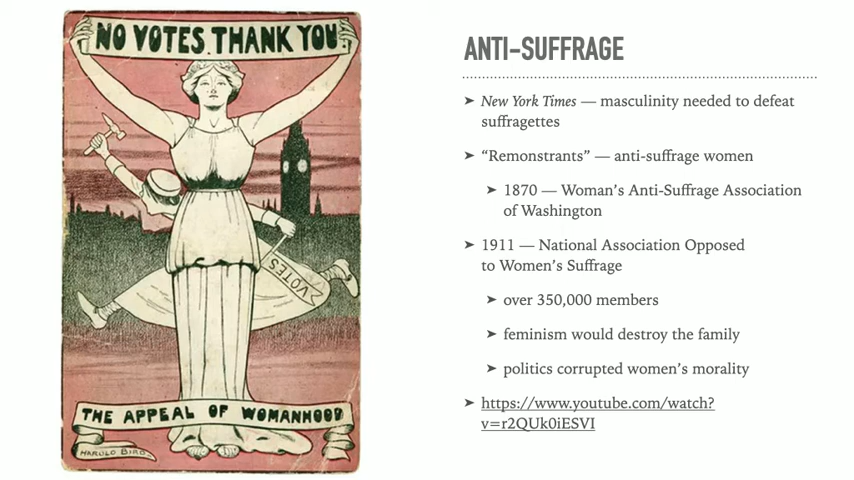 NO VOTES THANK YOU.
VOTES
THE APPEAL OF WOMANHOOD
HAROLD BIRD.
ANTI-SUFFRAGE
➤ New York Times — masculinity needed to defeat
suffragettes
➤ “Remonstrants” — anti-suffrage women
➤ 1870 — Woman’s Anti-Suffrage Association
of Washington
➤ 1911 — National Association Opposed
to Women’s Suffrage
➤ over 350,000 members
➤ feminism would destroy the family
➤ politics corrupted women’s morality
➤ https://www.youtube.com/watch?
v=r2QUk0iESVI